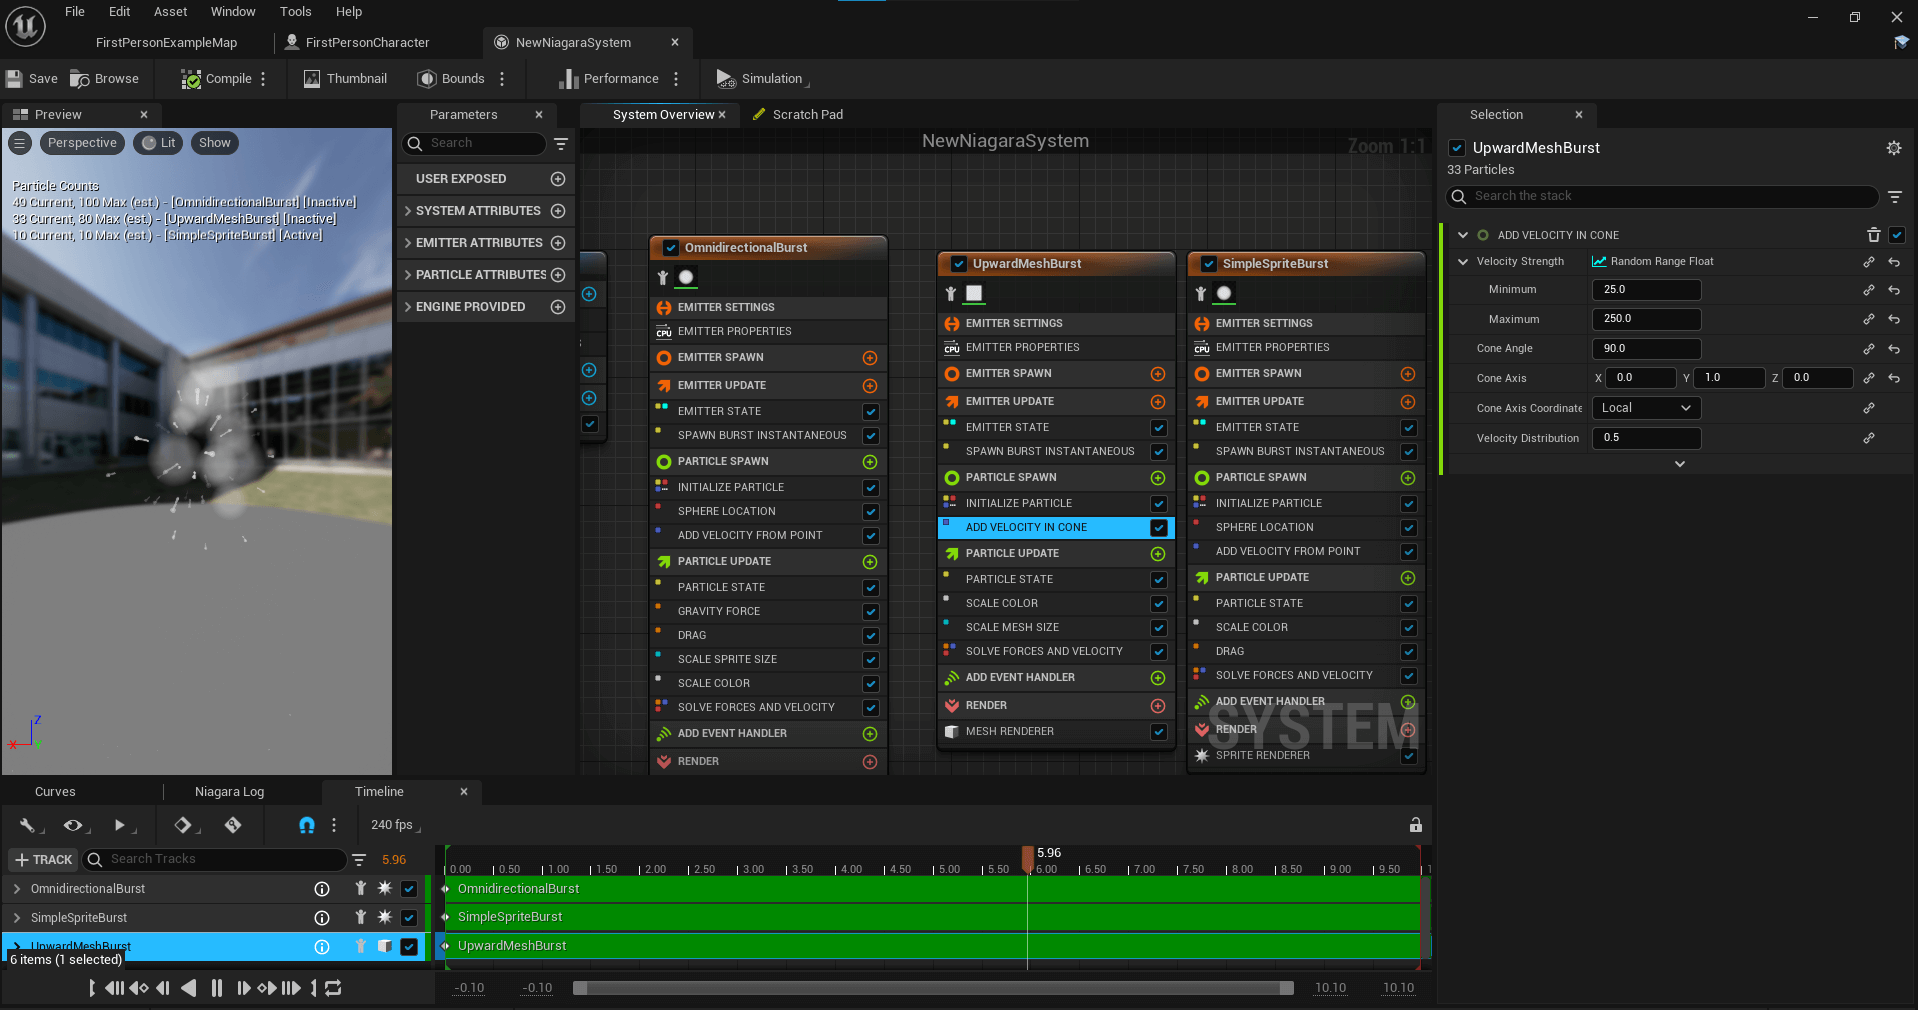 File Edit Asset Window Tools Help
FirstPersonExampleMap FirstPersonCharacter NewNiagaraSystem
Save Browse Compile Thumbnail Bounds Performance Simulation
Preview
Perspective Lit Show
Particle Counts
40 Current, 100 Max (est.) - [OmnidirectionalBurst] [Inactive]
33 Current, 80 Max (est.) - [UpwardMeshBurst] [Inactive]
10 Current, 10 Max (est.) - [SimpleSpriteBurst] [Active]
Z
X Y
Parameters
Search
USER EXPOSED
SYSTEM ATTRIBUTES
EMITTER ATTRIBUTES
PARTICLE ATTRIBUTES
ENGINE PROVIDED
System Overview Scratch Pad
NewNiagaraSystem
Zoom 1:1
OmnidirectionalBurst
EMITTER SETTINGS
CPU EMITTER PROPERTIES
EMITTER SPAWN
EMITTER UPDATE
EMITTER STATE
SPAWN BURST INSTANTANEOUS
PARTICLE SPAWN
INITIALIZE PARTICLE
SPHERE LOCATION
ADD VELOCITY FROM POINT
PARTICLE UPDATE
PARTICLE STATE
GRAVITY FORCE
DRAG
SCALE SPRITE SIZE
SCALE COLOR
SOLVE FORCES AND VELOCITY
ADD EVENT HANDLER
RENDER
UpwardMeshBurst
EMITTER SETTINGS
CPU EMITTER PROPERTIES
EMITTER SPAWN
EMITTER UPDATE
EMITTER STATE
SPAWN BURST INSTANTANEOUS
PARTICLE SPAWN
INITIALIZE PARTICLE
ADD VELOCITY IN CONE
PARTICLE UPDATE
PARTICLE STATE
SCALE COLOR
SCALE MESH SIZE
SOLVE FORCES AND VELOCITY
ADD EVENT HANDLER
RENDER
MESH RENDERER
SimpleSpriteBurst
EMITTER SETTINGS
CPU EMITTER PROPERTIES
EMITTER SPAWN
EMITTER UPDATE
EMITTER STATE
SPAWN BURST INSTANTANEOUS
PARTICLE SPAWN
INITIALIZE PARTICLE
SPHERE LOCATION
ADD VELOCITY FROM POINT
PARTICLE UPDATE
PARTICLE STATE
SCALE COLOR
DRAG
SOLVE FORCES AND VELOCITY
ADD EVENT HANDLER
RENDER
SPRITE RENDERER
SYSTEM
Selection
UpwardMeshBurst
33 Particles
Search the stack
ADD VELOCITY IN CONE
Velocity Strength Random Range Float
Minimum 25.0
Maximum 250.0
Cone Angle 90.0
Cone Axis X 0.0 Y 1.0 Z 0.0
Cone Axis Coordinate Local
Velocity Distribution 0.5
Curves Niagara Log Timeline
240 fps
TRACK Search Tracks 5.96
5.96
0.00 0.50 1.00 1.50 2.00 2.50 3.00 3.50 4.00 4.50 5.00 5.50 6.00 6.50 7.00 7.50 8.00 8.50 9.00 9.50 1
OmnidirectionalBurst OmnidirectionalBurst
SimpleSpriteBurst SimpleSpriteBurst
UpwardMeshBurst UpwardMeshBurst
6 items (1 selected)
-0.10 -0.10 10.10 10.10